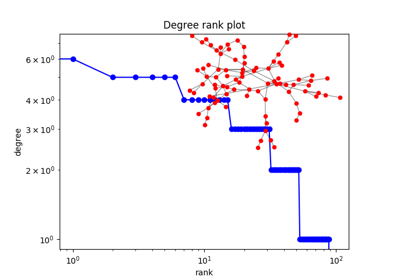 Degree rank plot
6 × 10⁰
4 × 10⁰
3 × 10⁰
2 × 10⁰
10⁰
degree
10⁰ 10¹ 10²
rank